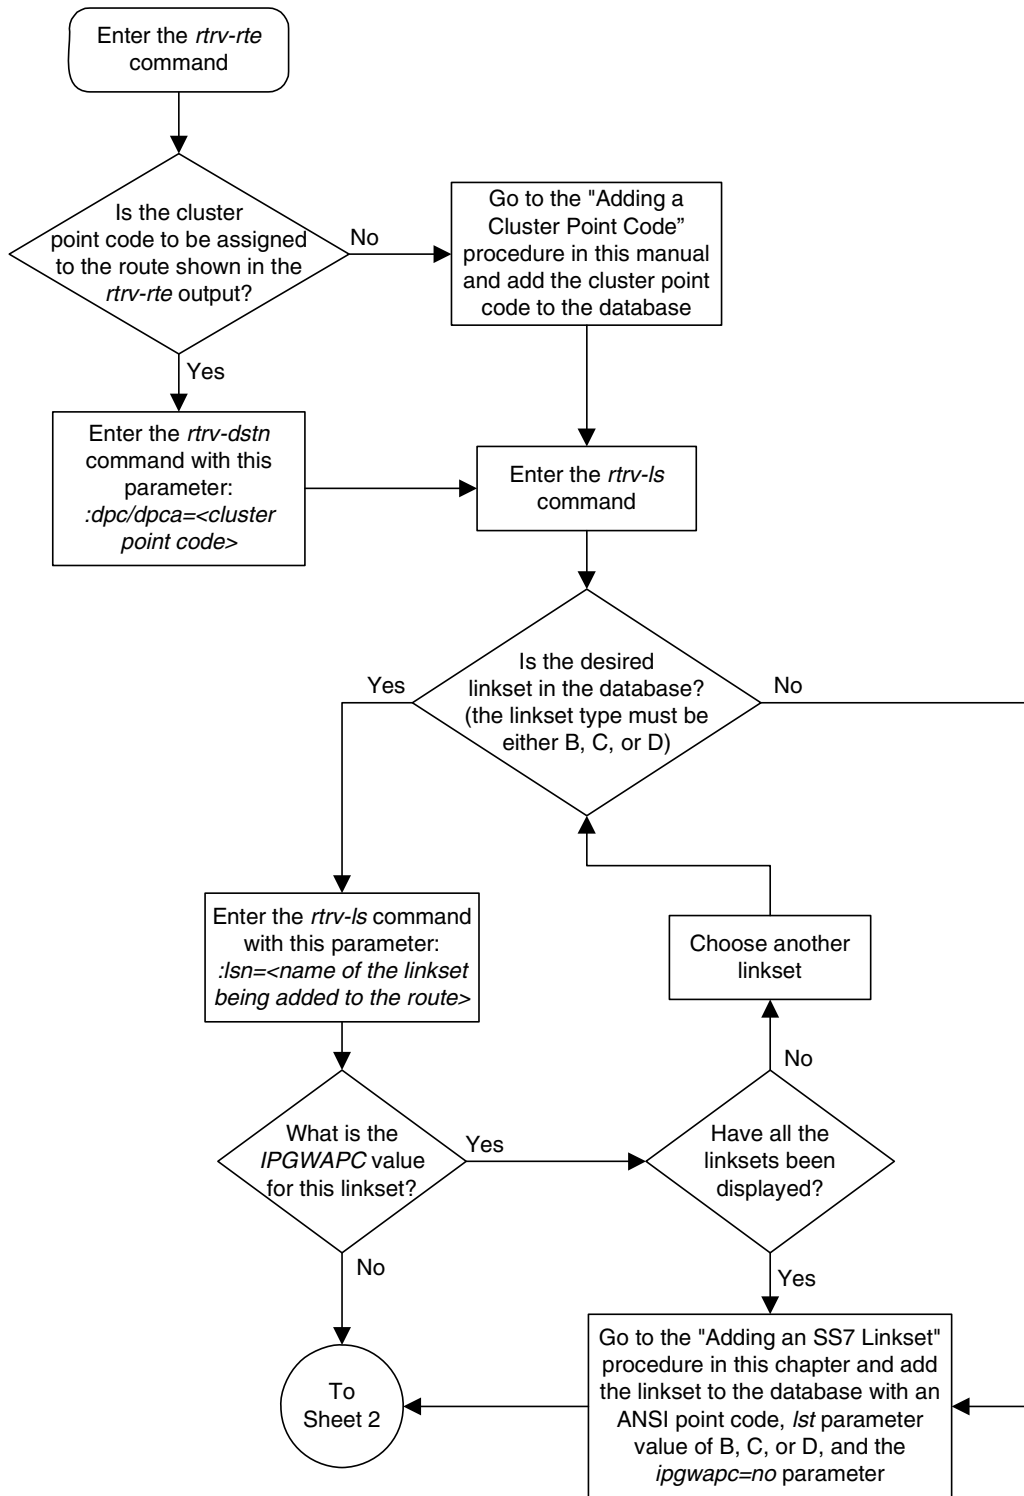 Enter the rtrv-rte
command
Is the cluster
point code to be assigned
to the route shown in the
rtrv-rte output?
No
Go to the "Adding a
Cluster Point Code”
procedure in this manual
and add the cluster point
code to the database
Yes
Enter the rtrv-dstn
command with this
parameter:
:dpc/dpca=<cluster
point code>
Enter the rtrv-ls
command
Is the desired
linkset in the database?
(the linkset type must be
either B, C, or D)
Yes
No
Enter the rtrv-ls command
with this parameter:
:lsn=<name of the linkset
being added to the route>
Choose another
linkset
No
What is the
IPGWAPC value
for this linkset?
Yes
Have all the
linksets been
displayed?
No
Yes
To
Sheet 2
Go to the "Adding an SS7 Linkset"
procedure in this chapter and add
the linkset to the database with an
ANSI point code, lst parameter
value of B, C, or D, and the
ipgwapc=no parameter